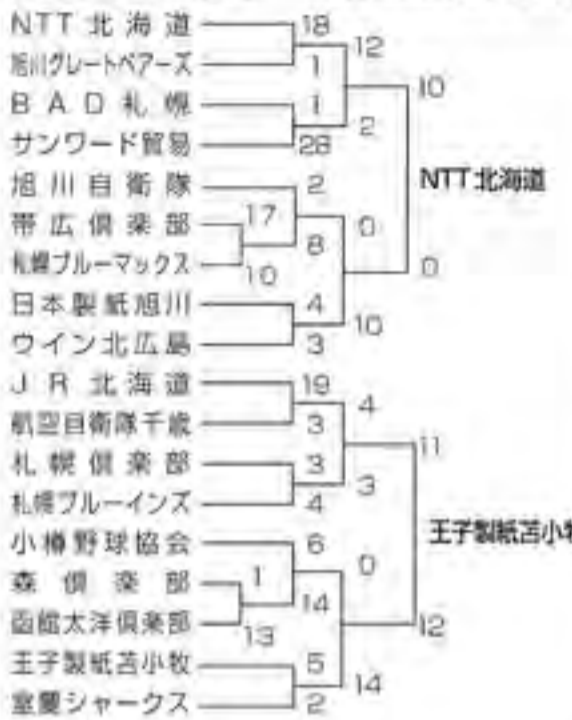 NTT北海道 18
12
旭川グレートベアーズ 1
10
BAD札幌 1
2
サンワード貿易 28
旭川自衛隊 2
NTT北海道
帯広倶楽部 17
0
8
札幌ブルーマックス 10
0
日本製紙旭川 4
10
ウイン北広島 3
JR北海道 19
4
航空自衛隊千歳 3
11
札幌倶楽部 3
3
札幌ブルーインズ 4
王子製紙苫小牧
小樽野球協会 6
0
森倶楽部 1
14
函館太洋倶楽部 13
12
王子製紙苫小牧 5
14
室蘭シャークス 2